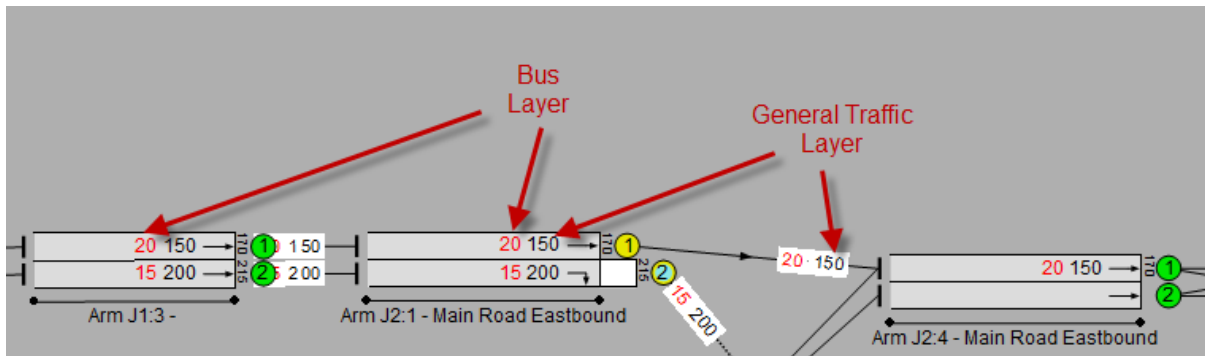 Bus
Layer
General Traffic
Layer
20 150 170 1 150 20 150 170 1
15 200 215 2 200 15 200 215 2
20 150
15 200
20 150 170 1
2
Arm J1:3 -
Arm J2:1 - Main Road Eastbound
Arm J2:4 - Main Road Eastbound